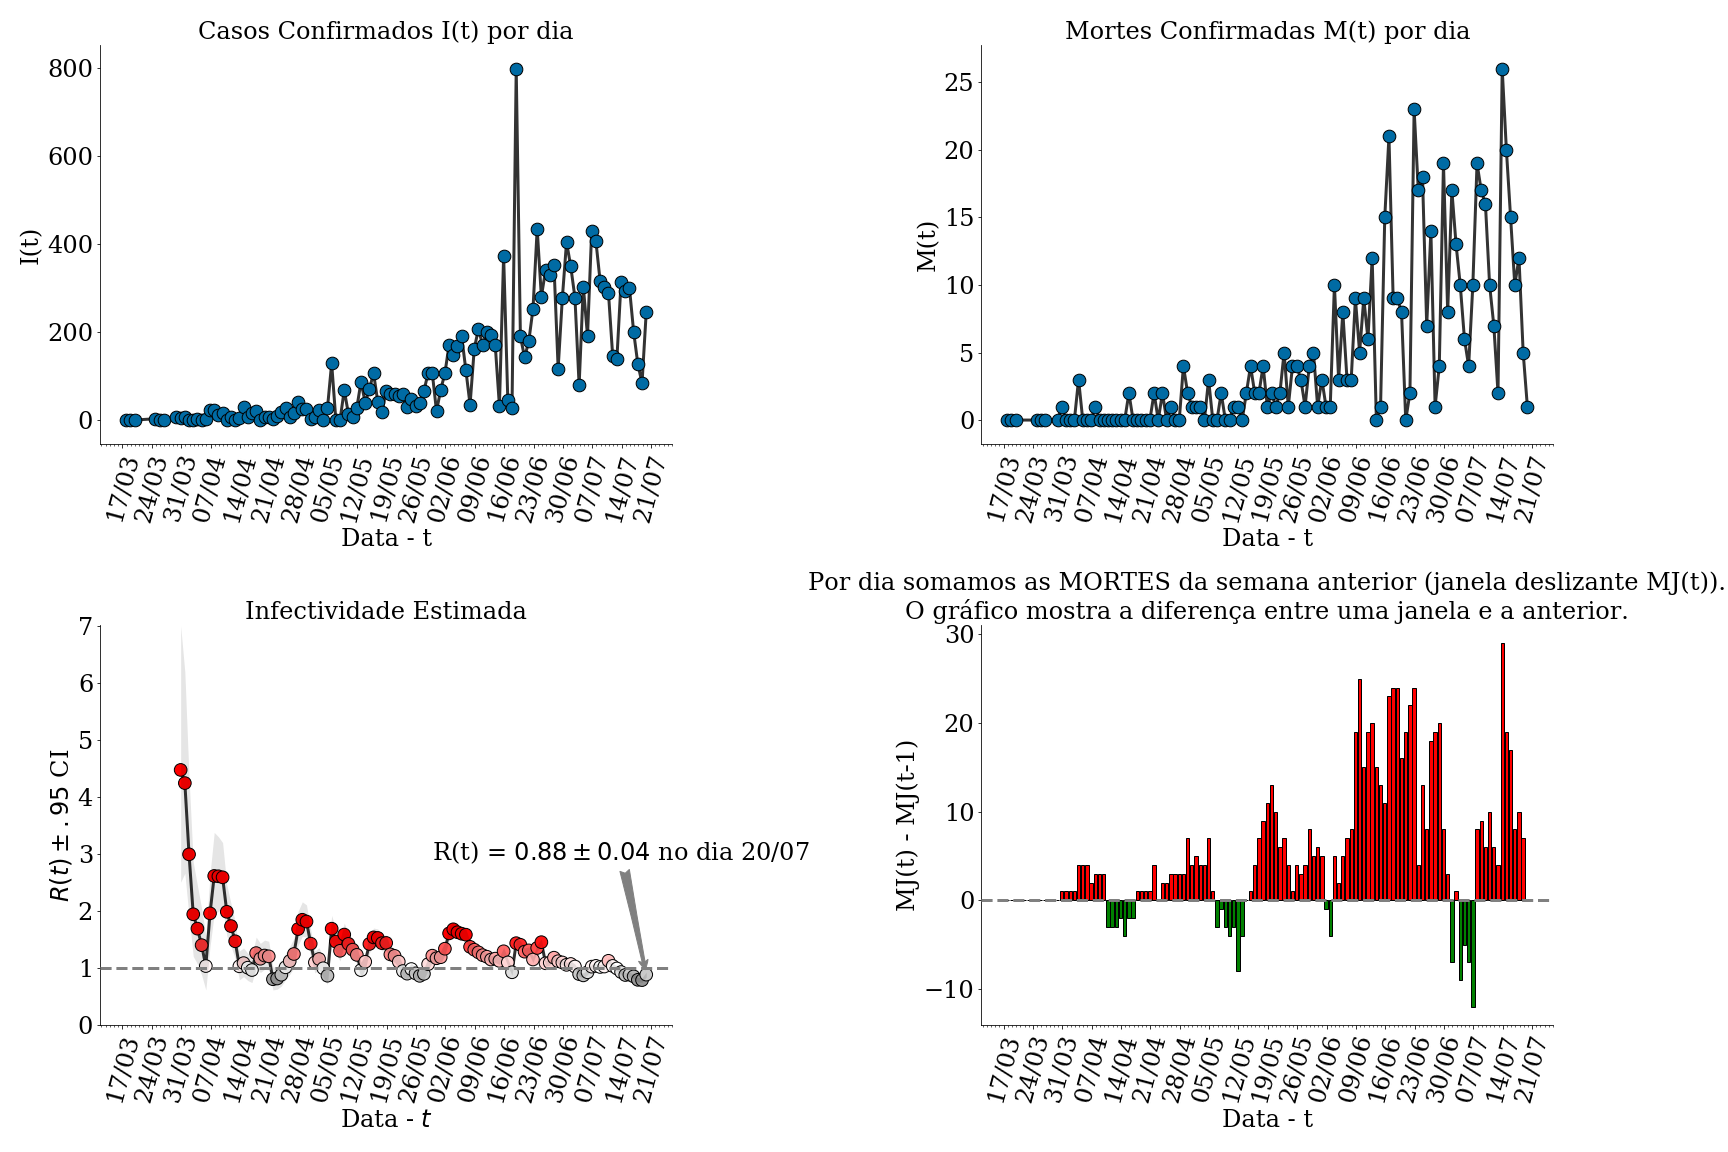 Casos Confirmados I(t) por dia
I(t)
800
600
400
200
0
17/03 24/03 31/03 07/04 14/04 21/04 28/04 05/05 12/05 19/05 26/05 02/06 09/06 16/06 23/06 30/06 07/07 14/07 21/07
Data - t
Mortes Confirmadas M(t) por dia
M(t)
25
20
15
10
5
0
17/03 24/03 31/03 07/04 14/04 21/04 28/04 05/05 12/05 19/05 26/05 02/06 09/06 16/06 23/06 30/06 07/07 14/07 21/07
Data - t
Infectividade Estimada
R(t) ± .95 CI
7
6
5
4
3
2
1
0
R(t) = 0.88 ± 0.04 no dia 20/07
17/03 24/03 31/03 07/04 14/04 21/04 28/04 05/05 12/05 19/05 26/05 02/06 09/06 16/06 23/06 30/06 07/07 14/07 21/07
Data - t
Por dia somamos as MORTES da semana anterior (janela deslizante MJ(t)).
O gráfico mostra a diferença entre uma janela e a anterior.
MJ(t) - MJ(t-1)
30
20
10
0
−10
17/03 24/03 31/03 07/04 14/04 21/04 28/04 05/05 12/05 19/05 26/05 02/06 09/06 16/06 23/06 30/06 07/07 14/07 21/07
Data - t